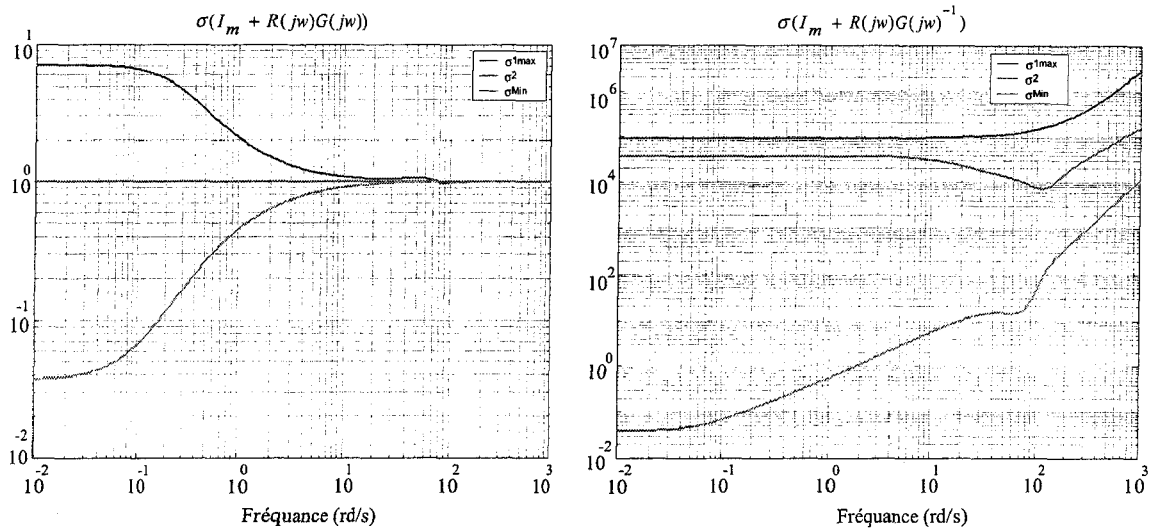 σ(I_m + R(jw)G(jw))
10^1
10^0
10^-1
10^-2
σ1max
σ2
σMin
10^-2 10^-1 10^0 10^1 10^2 10^3
Fréquance (rd/s)
σ(I_m + R(jw)G(jw)^-1)
10^7
10^6
10^4
10^2
10^0
10^-2
σ1max
σ2
σMin
10^-2 10^-1 10^0 10^1 10^2 10^3
Fréquance (rd/s)